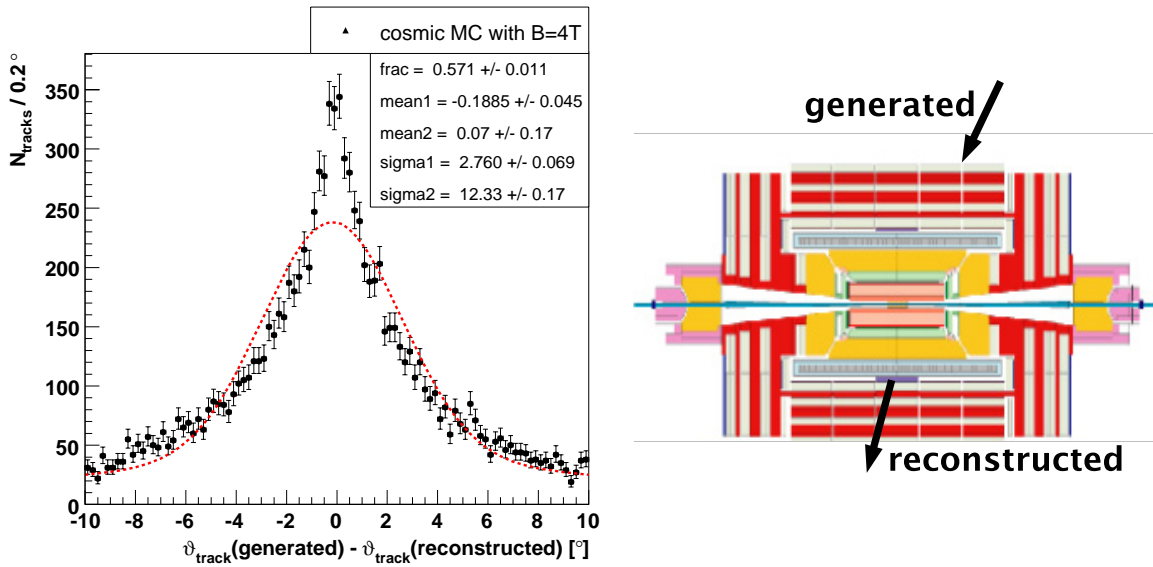 cosmic MC with B=4T
frac = 0.571 +/- 0.011
mean1 = -0.1885 +/- 0.045
mean2 = 0.07 +/- 0.17
sigma1 = 2.760 +/- 0.069
sigma2 = 12.33 +/- 0.17
N_tracks / 0.2°
350
300
250
200
150
100
50
0
-10 -8 -6 -4 -2 0 2 4 6 8 10
ϑ_track(generated) - ϑ_track(reconstructed) [°]
generated
reconstructed